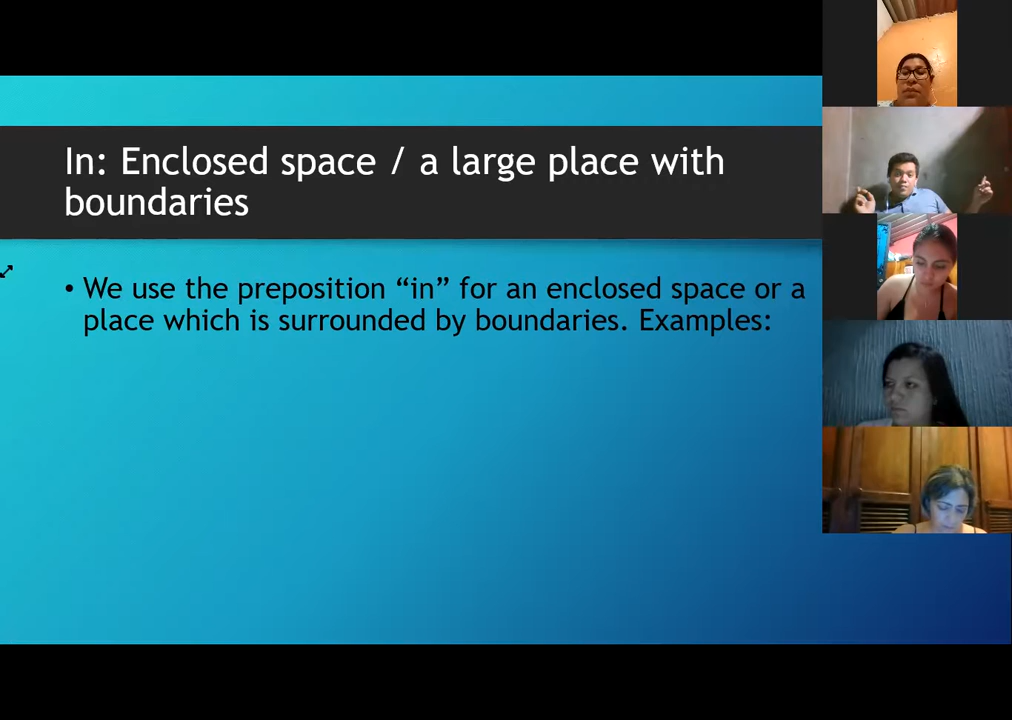 In: Enclosed space / a large place with
boundaries
• We use the preposition “in” for an enclosed space or a
place which is surrounded by boundaries. Examples: